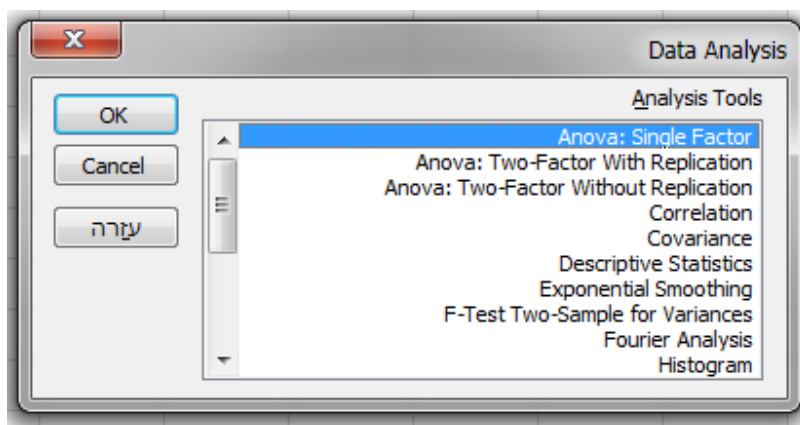 Data Analysis
Analysis Tools
Anova: Single Factor
Anova: Two-Factor With Replication
Anova: Two-Factor Without Replication
Correlation
Covariance
Descriptive Statistics
Exponential Smoothing
F-Test Two-Sample for Variances
Fourier Analysis
Histogram
OK
Cancel
עזרה